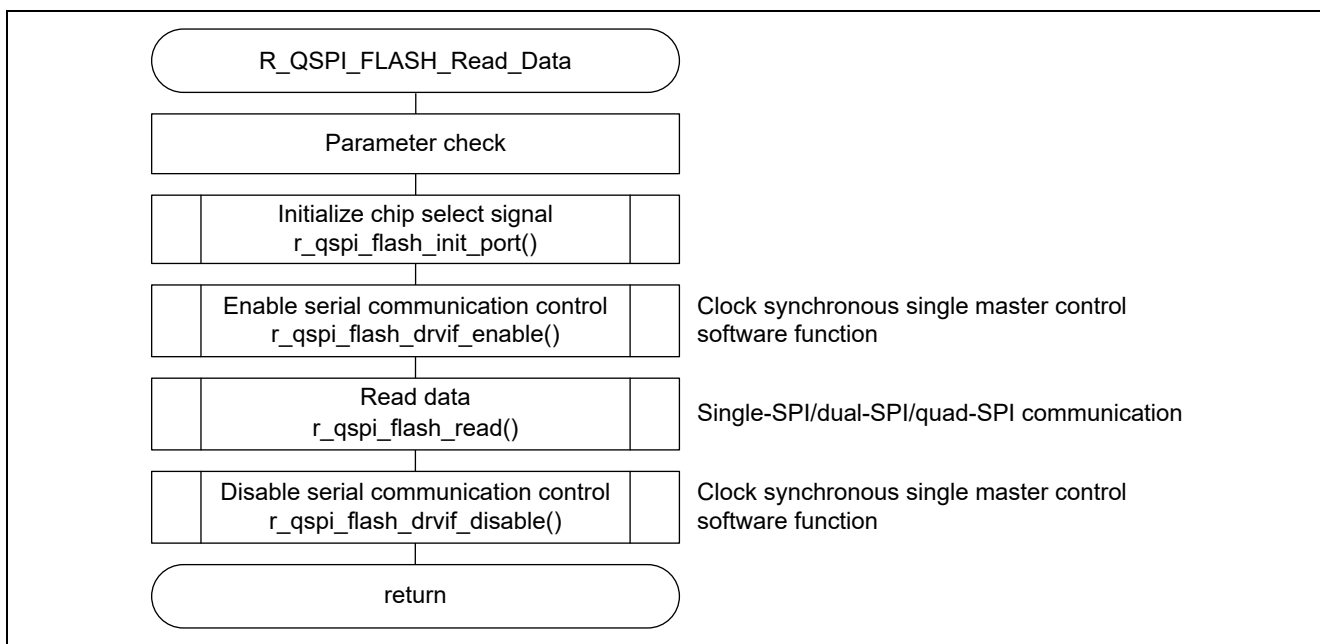 R_QSPI_FLASH_Read_Data
Parameter check
Initialize chip select signal
r_qspi_flash_init_port()
Enable serial communication control
r_qspi_flash_drvif_enable()
Clock synchronous single master control
software function
Read data
r_qspi_flash_read()
Single-SPI/dual-SPI/quad-SPI communication
Disable serial communication control
r_qspi_flash_drvif_disable()
Clock synchronous single master control
software function
return